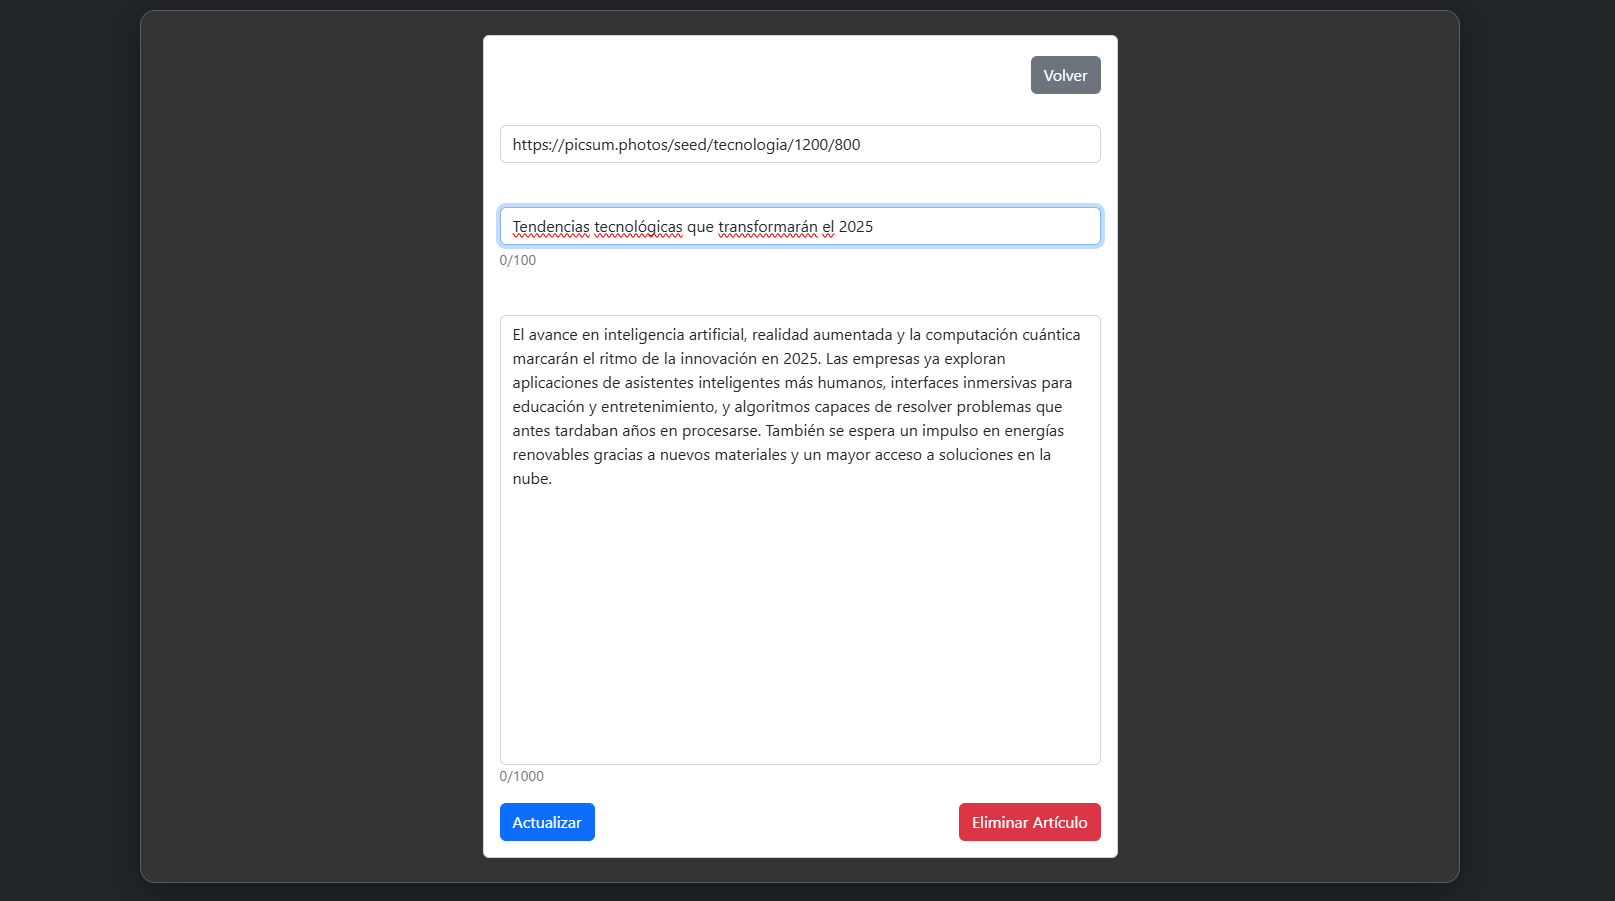 Volver
https://picsum.photos/seed/tecnologia/1200/800
Tendencias tecnológicas que transformarán el 2025
0/100
El avance en inteligencia artificial, realidad aumentada y la computación cuántica
marcarán el ritmo de la innovación en 2025. Las empresas ya exploran
aplicaciones de asistentes inteligentes más humanos, interfaces inmersivas para
educación y entretenimiento, y algoritmos capaces de resolver problemas que
antes tardaban años en procesarse. También se espera un impulso en energías
renovables gracias a nuevos materiales y un mayor acceso a soluciones en la
nube.
0/1000
Actualizar
Eliminar Artículo